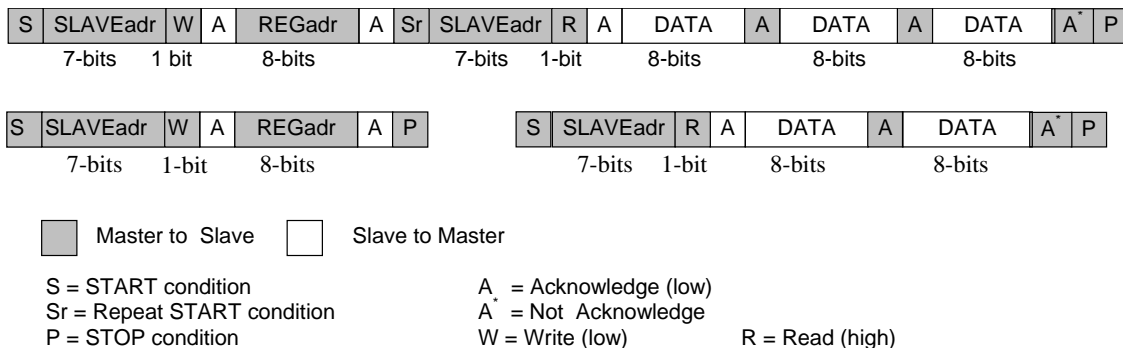 S SLAVEadr W A REGadr A Sr SLAVEadr R A DATA A DATA A DATA A* P
7-bits 1 bit 8-bits 7-bits 1-bit 8-bits 8-bits 8-bits
S SLAVEadr W A REGadr A P S SLAVEadr R A DATA A DATA A* P
7-bits 1-bit 8-bits 7-bits 1-bit 8-bits 8-bits
Master to Slave Slave to Master
S = START condition A = Acknowledge (low)
Sr = Repeat START condition A* = Not Acknowledge
P = STOP condition W = Write (low) R = Read (high)